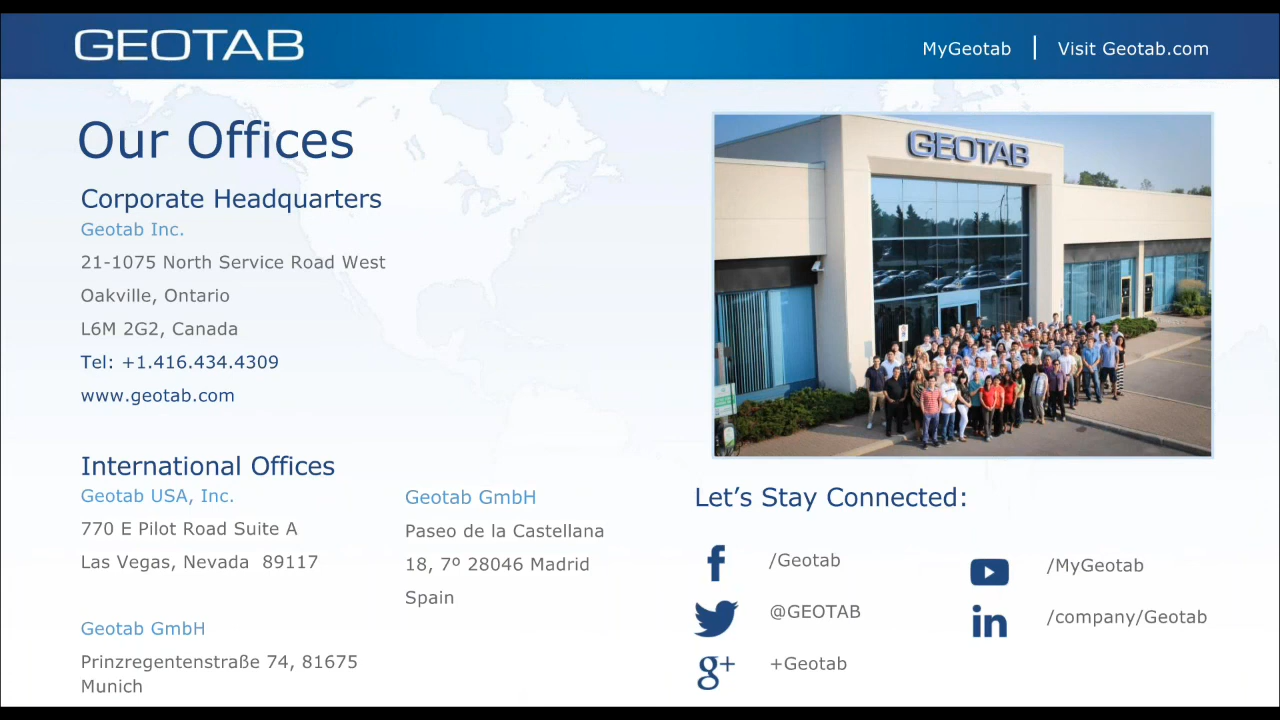 GEOTAB
MyGeotab | Visit Geotab.com
Our Offices
Corporate Headquarters
Geotab Inc.
21-1075 North Service Road West
Oakville, Ontario
L6M 2G2, Canada
Tel: +1.416.434.4309
www.geotab.com
International Offices
Geotab USA, Inc.
770 E Pilot Road Suite A
Las Vegas, Nevada 89117
Geotab GmbH
Prinzregentenstraße 74, 81675
Munich
Geotab GmbH
Paseo de la Castellana
18, 7º 28046 Madrid
Spain
GEOTAB
Let’s Stay Connected:
/Geotab
@GEOTAB
+Geotab
/MyGeotab
/company/Geotab